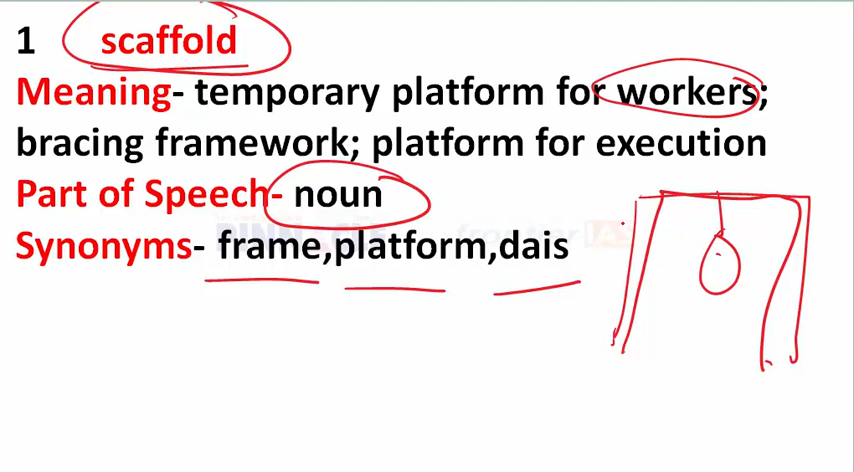 1 scaffold
Meaning- temporary platform for workers;
bracing framework; platform for execution
Part of Speech- noun
Synonyms- frame,platform,dais